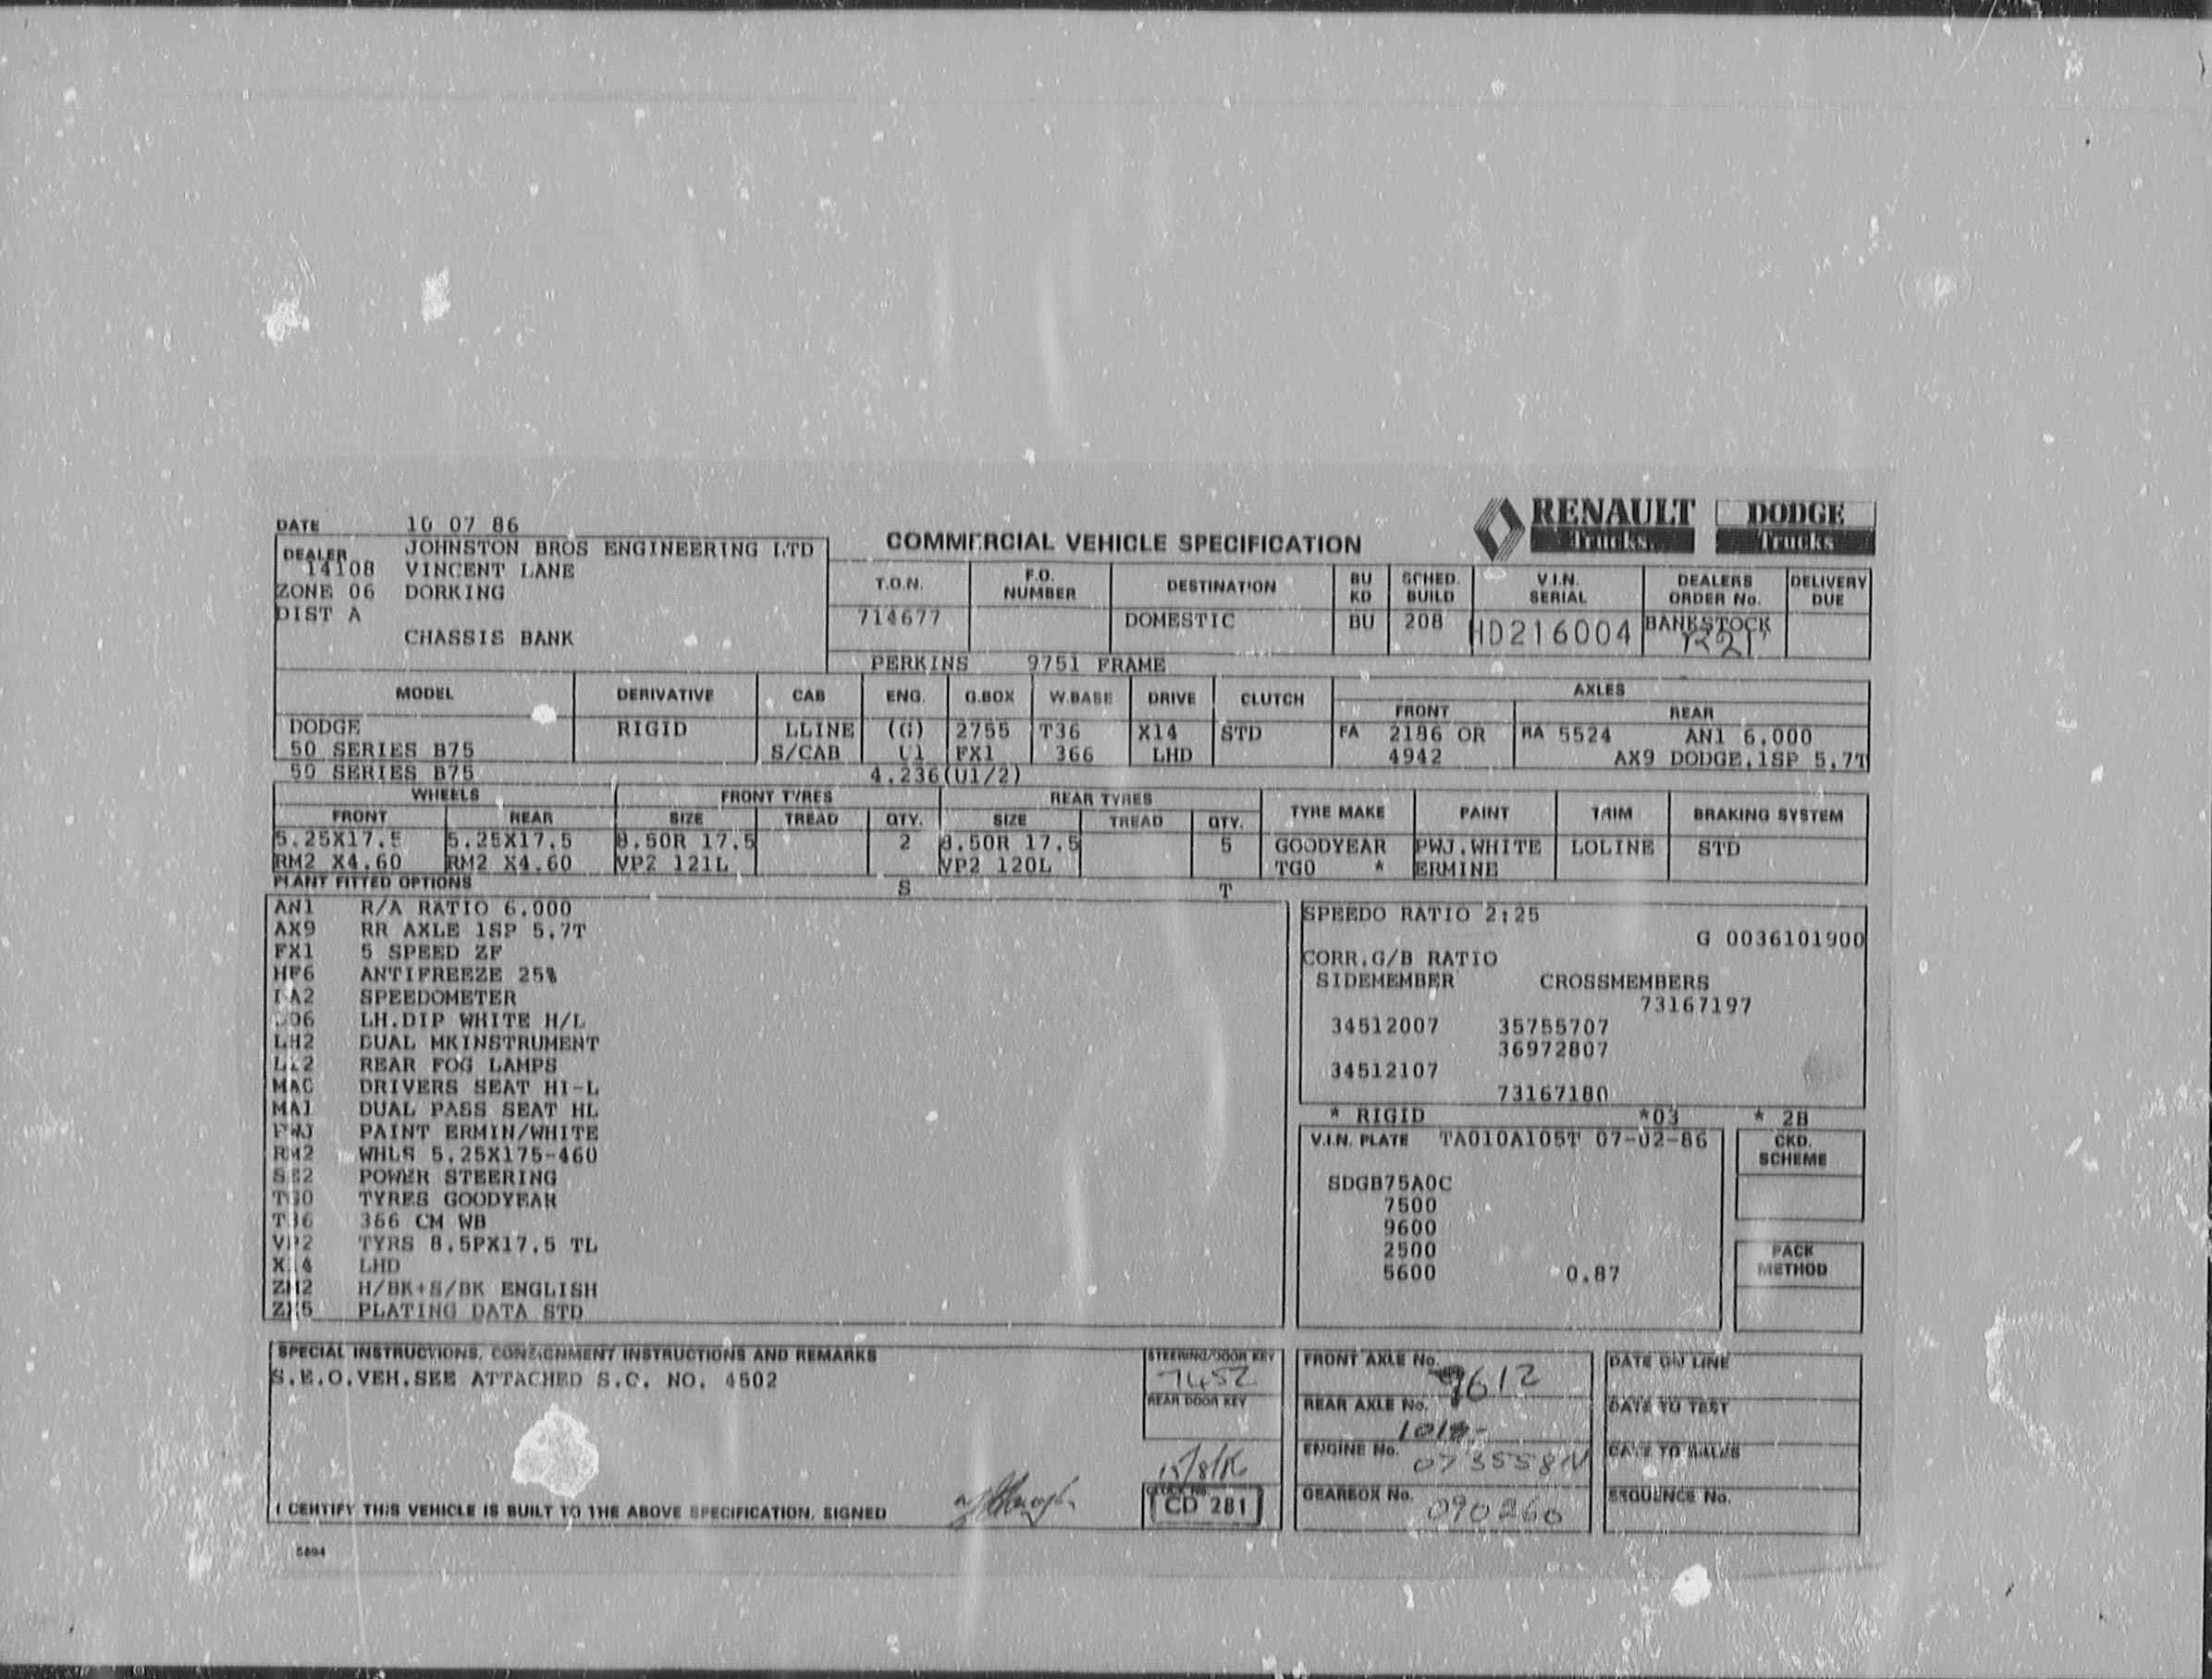 DATE 10 07 86
RENAULT Trucks
DODGE Trucks
COMMERCIAL VEHICLE SPECIFICATION
DEALER JOHNSTON BROS ENGINEERING LTD
14108 VINCENT LANE
ZONE 06 DORKING
DIST A
CHASSIS BANK
T.O.N. F.O. NUMBER DESTINATION BU KD SCHED. BUILD V.I.N. SERIAL DEALERS ORDER No. DELIVERY DUE
714677 DOMESTIC BU 208 HD216004 BANKSTOCK
PERKINS 9751 FRAME
MODEL DERIVATIVE CAB ENG. G.BOX W.BASE DRIVE CLUTCH AXLES
FRONT REAR
DODGE RIGID LLINE (G) 2755 T36 X14 STD FA 2186 OR RA 5524 AN1 6.000
50 SERIES B75 S/CAB U1 FX1 366 LHD 4942 AX9 DODGE.1SP 5.7T
50 SERIES B75 4.236(U1/2)
WHEELS FRONT TYRES REAR TYRES TYRE MAKE PAINT TRIM BRAKING SYSTEM
FRONT REAR SIZE TREAD QTY. SIZE TREAD QTY.
5.25X17.5 5.25X17.5 8.50R 17.5 2 8.50R 17.5 5 GOODYEAR PWJ.WHITE LOLINE STD
RM2 X4.60 RM2 X4.60 VP2 121L VP2 120L TG0 * ERMINE
PLANT FITTED OPTIONS S T
AN1 R/A RATIO 6.000
AX9 RR AXLE 1SP 5.7T
FX1 5 SPEED ZF
HF6 ANTIFREEZE 25%
SPEEDOMETER
LH.DIP WHITE H/L
LH2 DUAL MKINSTRUMENT
REAR FOG LAMPS
DRIVERS SEAT HI-L
MA1 DUAL PASS SEAT HL
PWJ PAINT ERMIN/WHITE
RM2 WHLS 5.25X175-460
POWER STEERING
TG0 TYRES GOODYEAR
T36 366 CM WB
VP2 TYRS 8.5PX17.5 TL
X14 LHD
H/BK+S/BK ENGLISH
PLATING DATA STD
SPEEDO RATIO 2:25
G 0036101900
CORR.G/B RATIO
SIDEMEMBER CROSSMEMBERS
73167197
34512007 35755707
36972807
34512107
73167180
* RIGID *03 * 2B
V.I.N. PLATE TA010A105T 07-02-86
SDGB75A0C
7500
9600
2500
5600 0.87
CKD. SCHEME
PACK METHOD
SPECIAL INSTRUCTIONS, CONSIGNMENT INSTRUCTIONS AND REMARKS
S.E.O.VEH.SEE ATTACHED S.C. NO. 4502
STEERING/DOOR KEY
7452
REAR DOOR KEY
15/8/86
CLOCK No.
CD 281
I CERTIFY THIS VEHICLE IS BUILT TO THE ABOVE SPECIFICATION, SIGNED
FRONT AXLE No. 9612
REAR AXLE No.
ENGINE No. 073558N
GEARBOX No. 090260
DATE ON LINE
DATE TO TEST
DATE TO SALES
SEQUENCE No.
5894